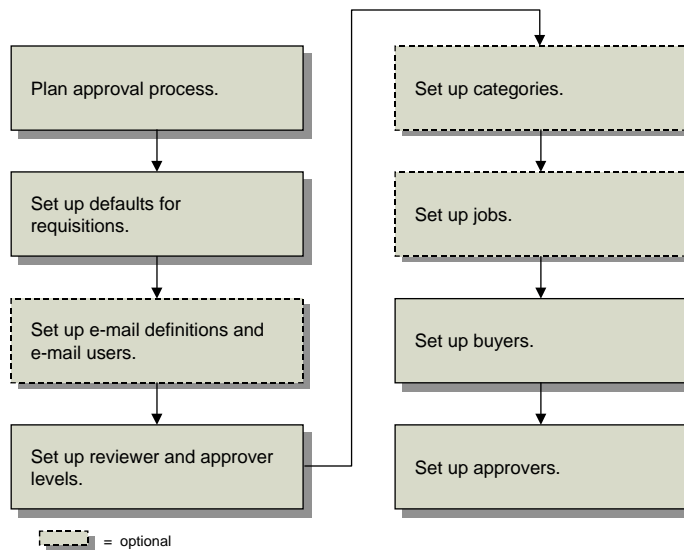 Plan approval process.
Set up defaults for
requisitions.
Set up e-mail definitions and
e-mail users.
Set up reviewer and approver
levels.
Set up categories.
Set up jobs.
Set up buyers.
Set up approvers.
= optional